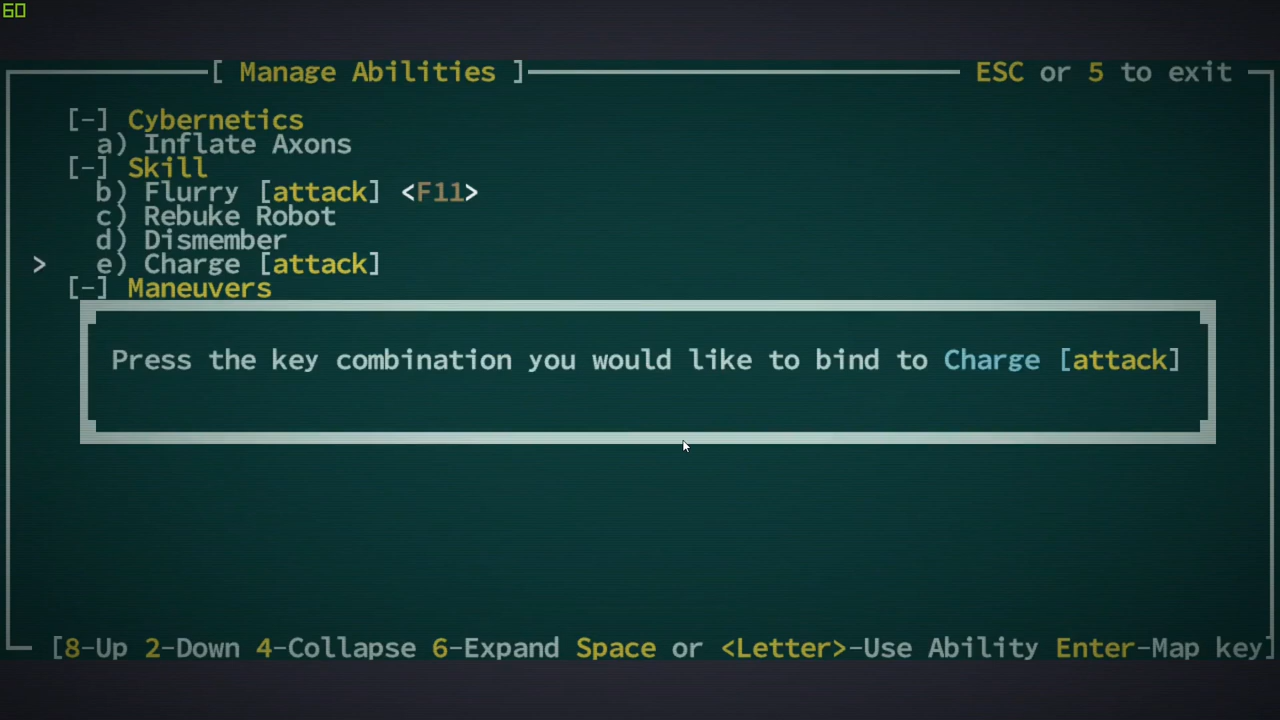 60
[ Manage Abilities ] ESC or 5 to exit
[-] Cybernetics
a) Inflate Axons
[-] Skill
b) Flurry [attack] <F11>
c) Rebuke Robot
d) Dismember
> e) Charge [attack]
[-] Maneuvers
Press the key combination you would like to bind to Charge [attack]
[8-Up 2-Down 4-Collapse 6-Expand Space or <Letter>-Use Ability Enter-Map key]